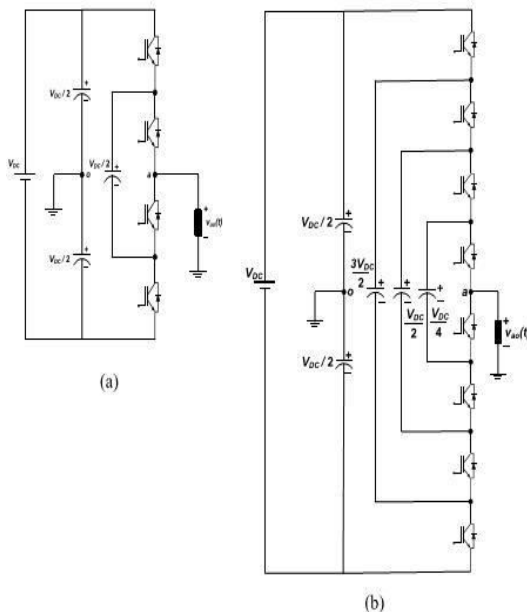 V_DC/2
V_DC
o
V_DC/2
a
+
v_ao(t)
−
V_DC/2
(a)
V_DC/2
V_DC
3V_DC/2
o
V_DC/2
V_DC/4
a
+
v_ao(t)
−
V_DC/2
(b)